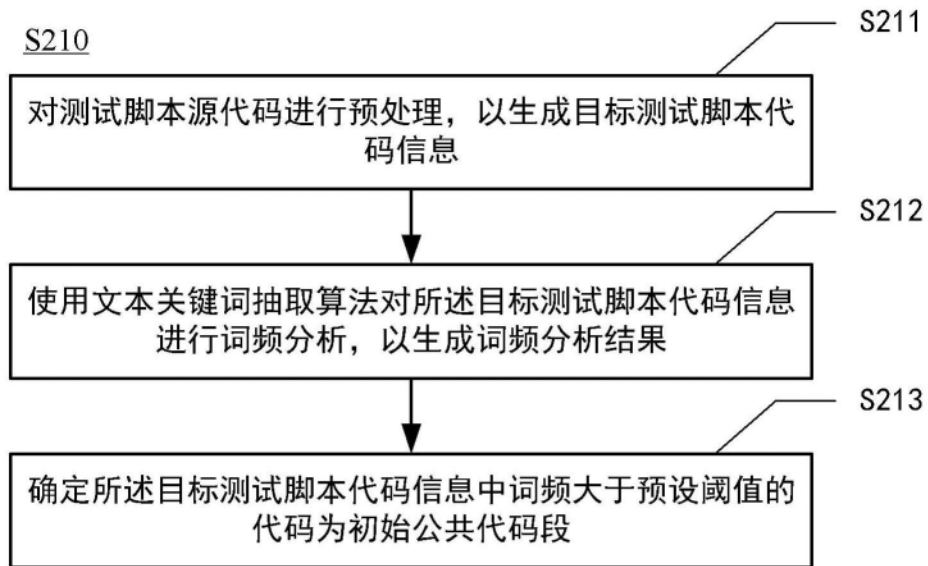 S210
S211
对测试脚本源代码进行预处理，以生成目标测试脚本代
码信息
S212
使用文本关键词抽取算法对所述目标测试脚本代码信息
进行词频分析，以生成词频分析结果
S213
确定所述目标测试脚本代码信息中词频大于预设阈值的
代码为初始公共代码段